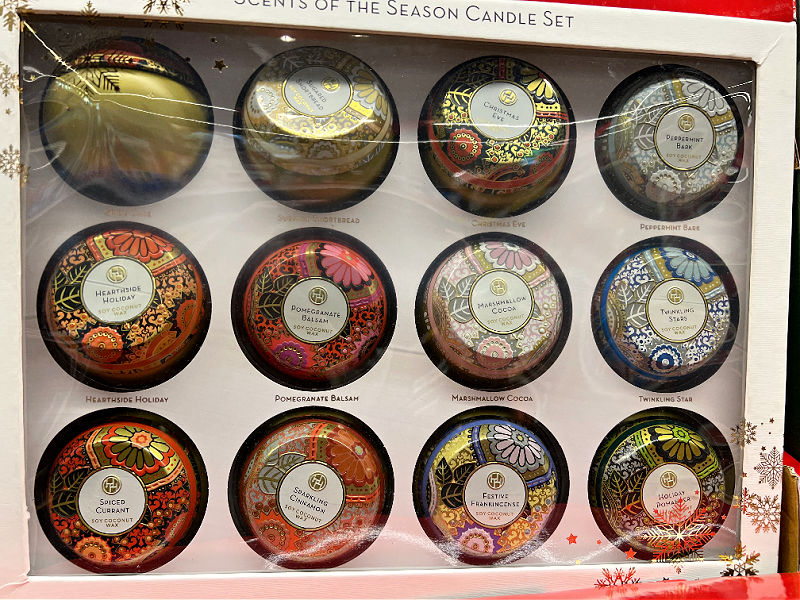 Scents of the Season Candle Set
Sugared
Shortbread
Christmas
Eve
Peppermint
Bark
Soy Coconut
Wax
Shortbread
Christmas Eve
Peppermint Bark
Hearthside
Holiday
Soy Coconut
Wax
Pomegranate
Balsam
Soy Coconut
Wax
Marshmallow
Cocoa
Soy Coconut
Wax
Twinkling
Stars
Soy Coconut
Wax
Hearthside Holiday
Pomegranate Balsam
Marshmallow Cocoa
Twinkling Star
Spiced
Currant
Soy Coconut
Wax
Sparkling
Cinnamon
Soy Coconut
Wax
Festive
Frankincense
Soy Coconut
Wax
Holiday